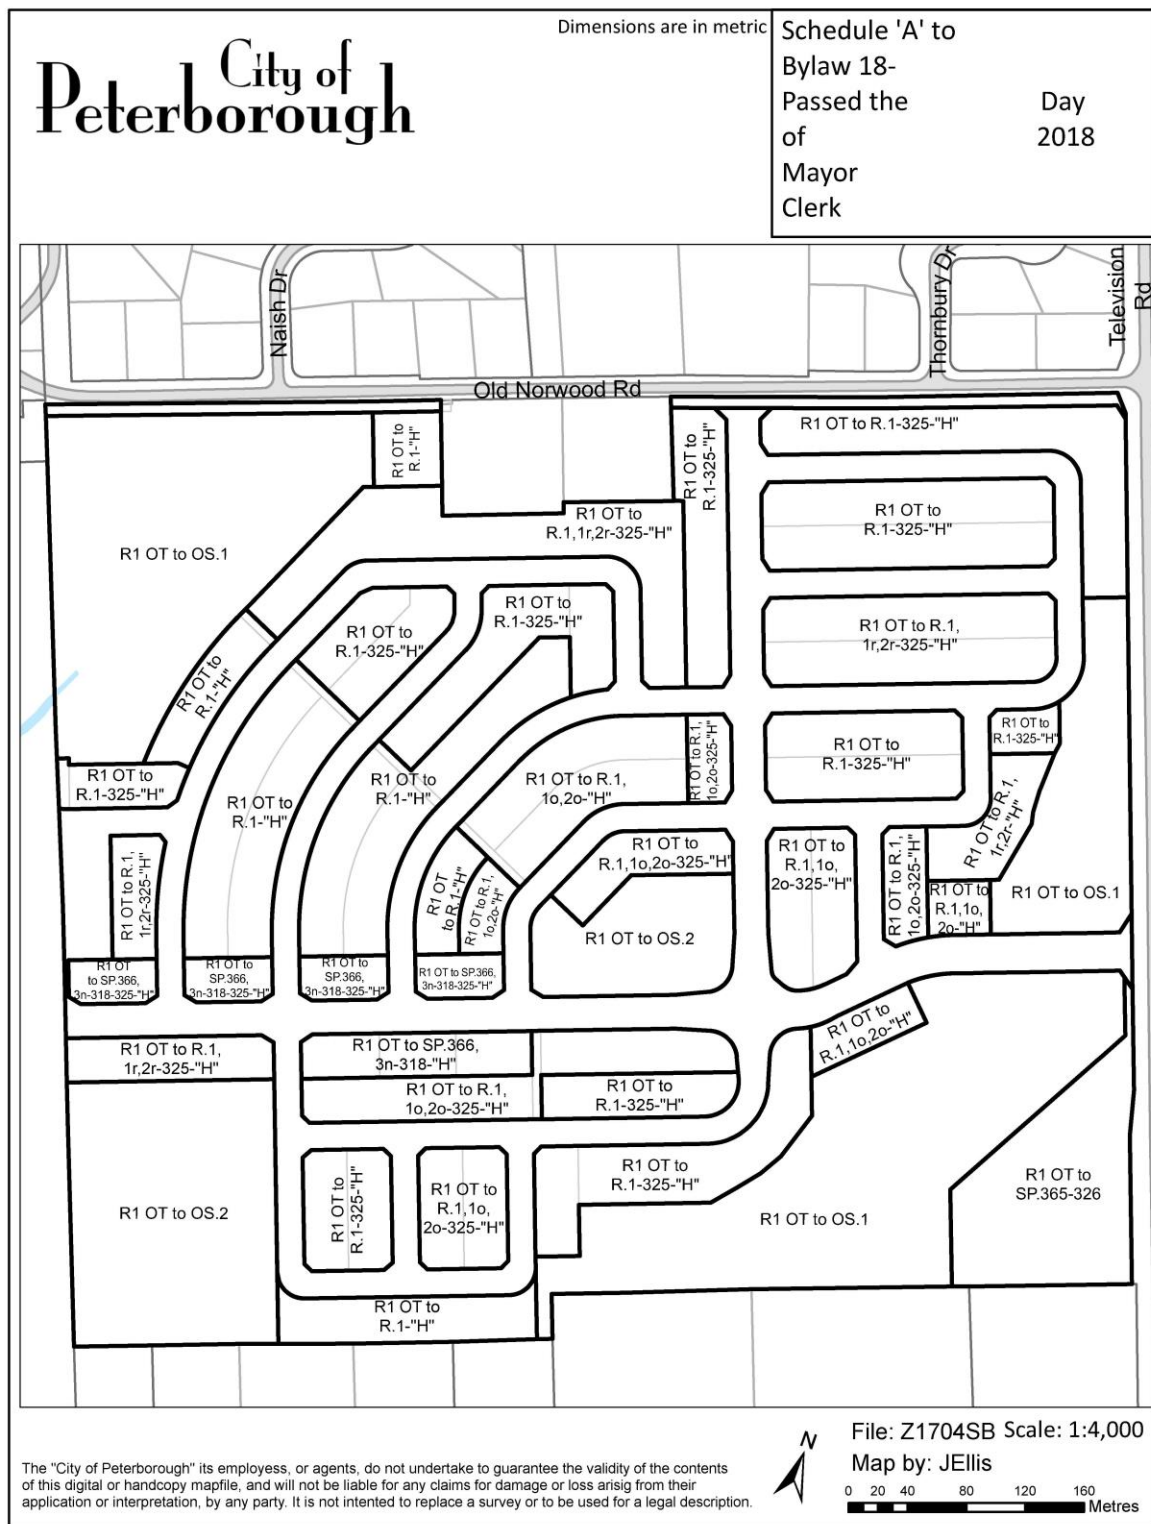 City of
Peterborough
Dimensions are in metric
Schedule 'A' to
Bylaw 18-
Passed the Day
of 2018
Mayor
Clerk
Naish Dr
Thornbury Dr
Television
Rd
Old Norwood Rd
R1 OT to
R.1-"H"
R1 OT to
R.1-325-"H"
R1 OT to R.1-325-"H"
R1 OT to
R.1-325-"H"
R1 OT to
R.1,1r,2r-325-"H"
R1 OT to OS.1
R1 OT to
R.1-325-"H"
R1 OT to
R.1-325-"H"
R1 OT to R.1,
1r,2r-325-"H"
R1 OT to
R.1-"H"
R1 OT to
R.1-325-"H"
R1 OT to R.1,
1o,2o-325-"H"
R1 OT to
R.1-325-"H"
R1 OT to
R.1-325-"H"
R1 OT to
R.1-"H"
R1 OT to
R.1-"H"
R1 OT to R.1,
1o,2o-"H"
R1 OT to R.1,
1r,2r-"H"
R1 OT to R.1,
1r,2r-325-"H"
R1 OT
to R.1-"H"
R1 OT to R.1,
1o,2o-"H"
R1 OT to
R.1,1o,2o-325-"H"
R1 OT to
R.1,1o,
2o-325-"H"
R1 OT to R.1,
1o,2o-325-"H"
R1 OT to
R.1,1o,
2o-"H"
R1 OT to OS.1
R1 OT to OS.2
R1 OT
to SP.366,
3n-318-325-"H"
R1 OT to
SP.366,
3n-318-325-"H"
R1 OT to
SP.366,
3n-318-325-"H"
R1 OT to SP.366,
3n-318-325-"H"
R1 OT to
R.1,1o,2o-"H"
R1 OT to R.1,
1r,2r-325-"H"
R1 OT to SP.366,
3n-318-"H"
R1 OT to R.1,
1o,2o-325-"H"
R1 OT to
R.1-325-"H"
R1 OT to OS.2
R1 OT to
R.1-325-"H"
R1 OT to
R.1,1o,
2o-325-"H"
R1 OT to
R.1-325-"H"
R1 OT to OS.1
R1 OT to
SP.365-326
R1 OT to
R.1-"H"
The "City of Peterborough" its employess, or agents, do not undertake to guarantee the validity of the contents
of this digital or handcopy mapfile, and will not be liable for any claims for damage or loss arisig from their
application or interpretation, by any party. It is not intended to replace a survey or to be used for a legal description.
N
File: Z1704SB Scale: 1:4,000
Map by: JEllis
0 20 40 80 120 160
Metres